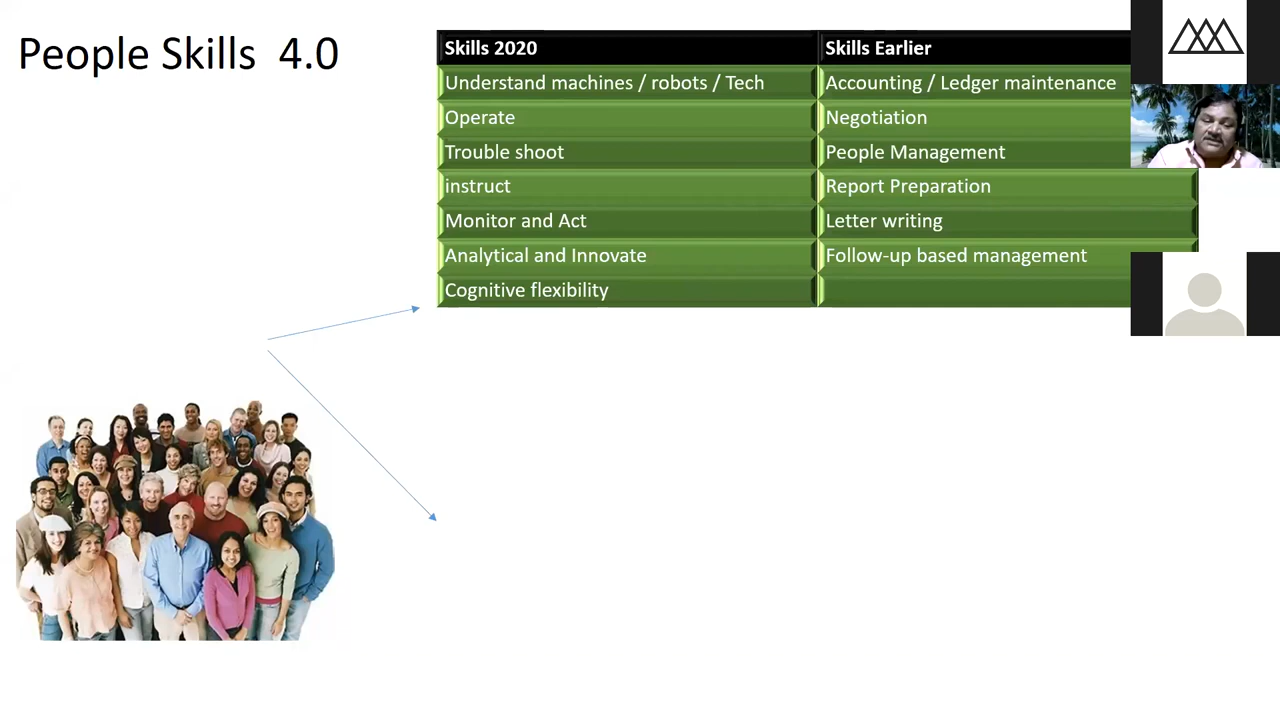 People Skills 4.0
Skills 2020 Skills Earlier
Understand machines / robots / Tech Accounting / Ledger maintenance
Operate Negotiation
Trouble shoot People Management
instruct Report Preparation
Monitor and Act Letter writing
Analytical and Innovate Follow-up based management
Cognitive flexibility